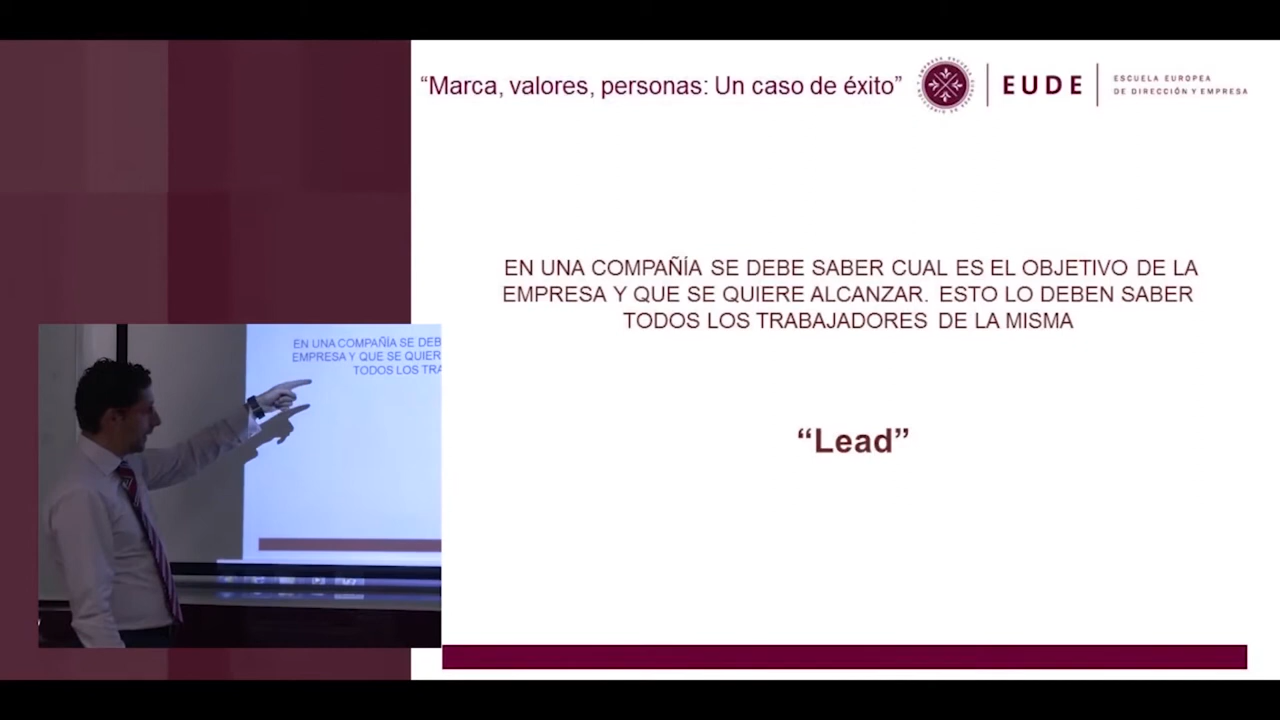 “Marca, valores, personas: Un caso de éxito”
EUDE
ESCUELA EUROPEA
DE DIRECCIÓN Y EMPRESA
EN UNA COMPAÑÍA SE DEBE SABER CUAL ES EL OBJETIVO DE LA
EMPRESA Y QUE SE QUIERE ALCANZAR. ESTO LO DEBEN SABER
TODOS LOS TRABAJADORES DE LA MISMA
“Lead”
EN UNA COMPAÑÍA SE DEB
EMPRESA Y QUE SE QUIER
TODOS LOS TRA